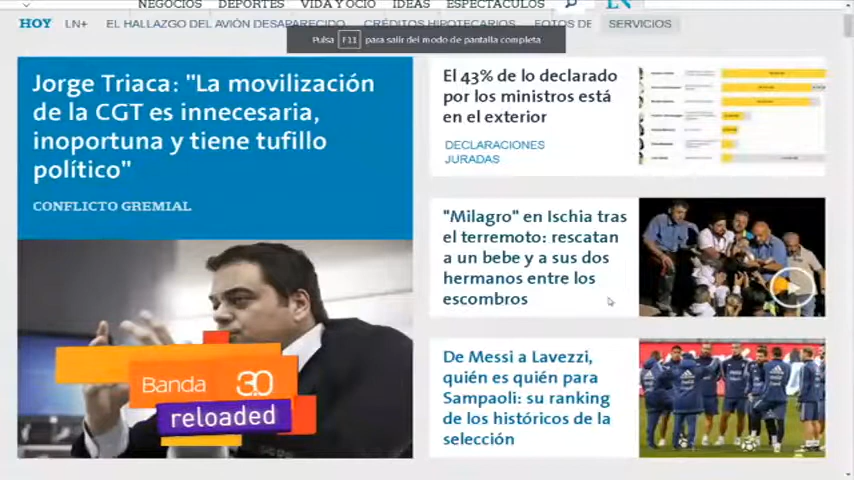 NEGOCIOS DEPORTES VIDA Y OCIO IDEAS ESPECTÁCULOS LN
HOY LN+ EL HALLAZGO DEL AVIÓN DESAPARECIDO CRÉDITOS HIPOTECARIOS FOTOS DE SERVICIOS
Pulsa F11 para salir del modo de pantalla completa
Jorge Triaca: "La movilización
de la CGT es innecesaria,
inoportuna y tiene tufillo
político"
CONFLICTO GREMIAL
Banda 3.0
reloaded
El 43% de lo declarado
por los ministros está
en el exterior
DECLARACIONES
JURADAS
"Milagro" en Ischia tras
el terremoto: rescatan
a un bebe y a sus dos
hermanos entre los
escombros
De Messi a Lavezzi,
quién es quién para
Sampaoli: su ranking
de los históricos de la
selección